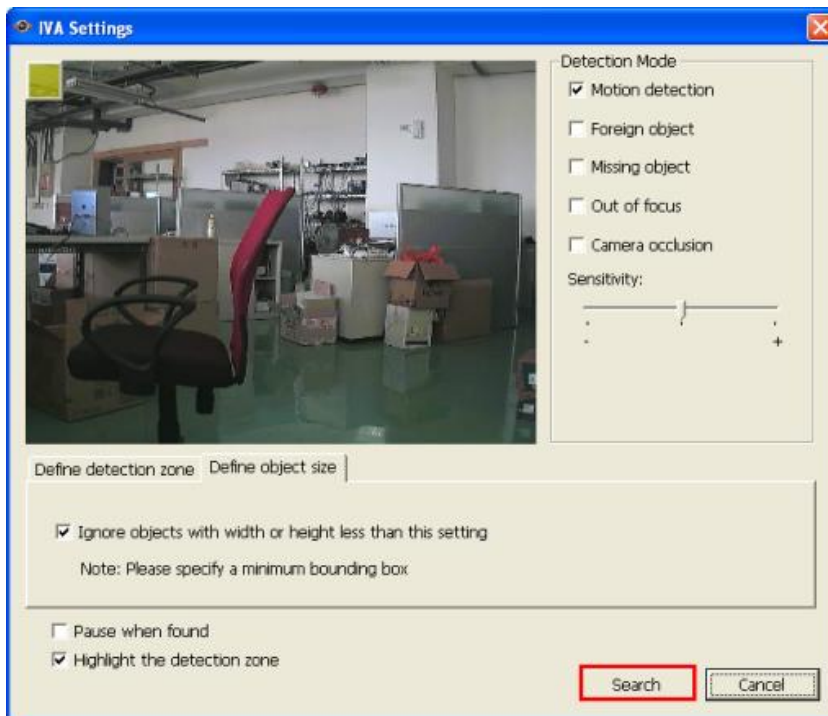 IVA Settings
Detection Mode
Motion detection
Foreign object
Missing object
Out of focus
Camera occlusion
Sensitivity:
- +
Define detection zone Define object size
Ignore objects with width or height less than this setting
Note: Please specify a minimum bounding box
Pause when found
Highlight the detection zone
Search Cancel